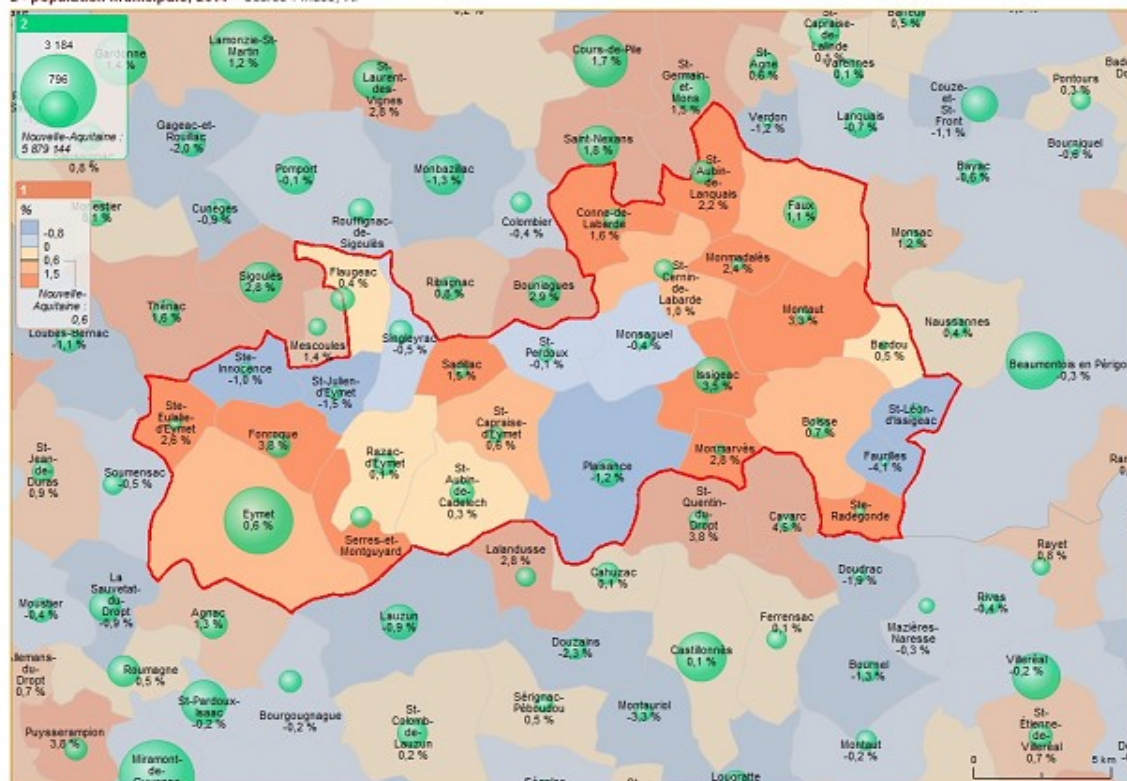 2
3 184
796
Nouvelle-Aquitaine :
5 879 144
1
%
-0,8
0
0,6
1,5
Nouvelle-
Aquitaine :
0,6
Gardonne
1,4 %
Lamonzie-St-
Martin
1,2 %
St-
Laurent-
des-
Vignes
2,8 %
Cours-de-Pile
1,7 %
St-
Germain-
et-Mons
1,5 %
St-
Agne
0,6 %
St-
Capraise-de-
Lalinde
0,1 %
Varennes
0,1 %
Couze-
et-St-
Front
-1,1 %
Pontours
0,3 %
Gageac-et-
Rouillac
-2,0 %
0,8 %
Pomport
-0,1 %
Monbazillac
-1,3 %
Saint-Nexans
1,8 %
Verdon
-1,2 %
Lanquais
-0,7 %
Bourniquel
-0,6 %
Bayac
-0,6 %
St-
Aubin-
de-
Lanquais
2,2 %
Faux
1,1 %
Cunèges
-0,9 %
Rouffignac-
de-
Sigoulès
Colombier
-0,4 %
Conne-de-
Labarde
1,6 %
Monsac
1,2 %
Monmadalès
2,4 %
Sigoulès
2,8 %
Flaugeac
0,4 %
Ribagnac
0,8 %
Bouniagues
2,9 %
St-
Cernin-
de-
Labarde
1,0 %
Montaut
3,3 %
Naussannes
0,4 %
Thénac
1,6 %
Loubès-Bernac
-1,1 %
Mescoules
1,4 %
Singleyrac
-0,5 %
St-
Perdoux
-0,1 %
Monsaguel
-0,4 %
Bardou
0,5 %
Beaumontois en Périgo
-0,3 %
Ste-
Innocence
-1,0 %
St-Julien-
d'Eymet
-1,5 %
Sadillac
1,5 %
Issigeac
3,5 %
St-Léon-
d'Issigeac
Ste-
Eulalie-
d'Eymet
2,6 %
Fonroque
3,8 %
St-
Capraise-
d'Eymet
0,6 %
Boisse
0,7 %
Razac-
d'Eymet
0,1 %
Monmarvès
2,8 %
Faurilles
-4,1 %
St-
Jean-
de-
Duras
0,9 %
Soumensac
-0,5 %
St-
Aubin-
de-
Cadelech
0,3 %
Plaisance
-1,2 %
Eymet
0,6 %
Serres-et-
Montguyard
St-
Quentin-
du-
Dropt
3,8 %
Cavarc
4,5 %
Ste-
Radegonde
Lalandusse
2,8 %
Cahuzac
0,1 %
Doudrac
-1,9 %
Rayet
0,8 %
La
Sauvetat-
du-
Dropt
-0,9 %
Moustier
-0,4 %
Agnac
1,3 %
Lauzun
-0,9 %
Ferrensac
0,1 %
Rives
-0,4 %
Mazières-
Naresse
-0,3 %
Douzains
-2,3 %
Allemans-
du-
Dropt
0,7 %
Roumagne
0,5 %
Castillonnès
0,1 %
Bournel
-1,3 %
Villeréal
-0,2 %
St-Pardoux-
Isaac
-0,2 %
Bourgougnague
-0,2 %
Sérignac-
Péboudou
0,5 %
Montauriol
-3,3 %
Puysserampion
3,8 %
St-
Colomb-
de-
Lauzun
0,2 %
Montaut
-0,2 %
St-
Étienne-
de-
Villeréal
0,7 %
Miramont-
de-
Lougratte
0
5 km